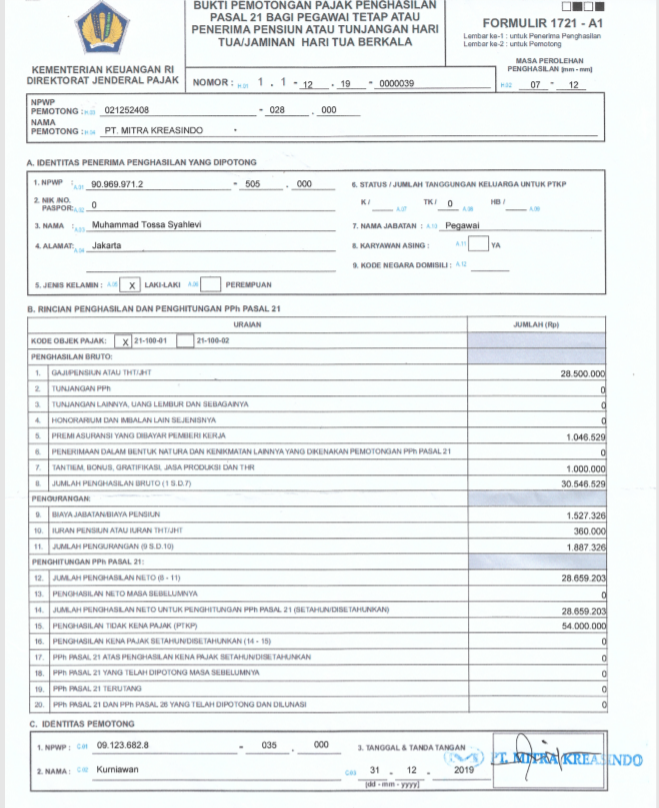 BUKTI PEMOTONGAN PAJAK PENGHASILAN
PASAL 21 BAGI PEGAWAI TETAP ATAU
PENERIMA PENSIUN ATAU TUNJANGAN HARI
TUA/JAMINAN HARI TUA BERKALA
FORMULIR 1721 - A1
Lembar ke-1 : untuk Penerima Penghasilan
Lembar ke-2 : untuk Pemotong
KEMENTERIAN KEUANGAN RI
DIREKTORAT JENDERAL PAJAK
MASA PEROLEHAN
PENGHASILAN [mm - mm]
NOMOR : H.01 1 . 1 - 12 . 19 - 0000039
H.02 07 - 12
NPWP
PEMOTONG : H.03 021252408 - 028 . 000
NAMA
PEMOTONG : H.04 PT. MITRA KREASINDO
A. IDENTITAS PENERIMA PENGHASILAN YANG DIPOTONG
1. NPWP : A.01 90.969.971.2 - 505 . 000
6. STATUS / JUMLAH TANGGUNGAN KELUARGA UNTUK PTKP
2. NIK /NO.
PASPOR: A.02 0
K / A.07 TK / 0 A.08 HB / A.09
3. NAMA : A.03 Muhammad Tossa Syahlevi
7. NAMA JABATAN : A.10 Pegawai
4. ALAMAT: A.04 Jakarta
8. KARYAWAN ASING : A.11 YA
9. KODE NEGARA DOMISILI : A.12
5. JENIS KELAMIN : A.05 X LAKI-LAKI A.06 PEREMPUAN
B. RINCIAN PENGHASILAN DAN PENGHITUNGAN PPh PASAL 21
URAIAN JUMLAH (Rp)
KODE OBJEK PAJAK: X 21-100-01 21-100-02
PENGHASILAN BRUTO:
1. GAJI/PENSIUN ATAU THT/JHT 28.500.000
2. TUNJANGAN PPh 0
3. TUNJANGAN LAINNYA, UANG LEMBUR DAN SEBAGAINYA 0
4. HONORARIUM DAN IMBALAN LAIN SEJENISNYA 0
5. PREMI ASURANSI YANG DIBAYAR PEMBERI KERJA 1.046.529
6. PENERIMAAN DALAM BENTUK NATURA DAN KENIKMATAN LAINNYA YANG DIKENAKAN PEMOTONGAN PPh PASAL 21 0
7. TANTIEM, BONUS, GRATIFIKASI, JASA PRODUKSI DAN THR 1.000.000
8. JUMLAH PENGHASILAN BRUTO (1 S.D.7) 30.546.529
PENGURANGAN:
9. BIAYA JABATAN/BIAYA PENSIUN 1.527.326
10. IURAN PENSIUN ATAU IURAN THT/JHT 360.000
11. JUMLAH PENGURANGAN (9 S.D.10) 1.887.326
PENGHITUNGAN PPh PASAL 21:
12. JUMLAH PENGHASILAN NETO (8 - 11) 28.659.203
13. PENGHASILAN NETO MASA SEBELUMNYA 0
14. JUMLAH PENGHASILAN NETO UNTUK PENGHITUNGAN PPh PASAL 21 (SETAHUN/DISETAHUNKAN) 28.659.203
15. PENGHASILAN TIDAK KENA PAJAK (PTKP) 54.000.000
16. PENGHASILAN KENA PAJAK SETAHUN/DISETAHUNKAN (14 - 15) 0
17. PPh PASAL 21 ATAS PENGHASILAN KENA PAJAK SETAHUN/DISETAHUNKAN 0
18. PPh PASAL 21 YANG TELAH DIPOTONG MASA SEBELUMNYA 0
19. PPh PASAL 21 TERUTANG 0
20. PPh PASAL 21 DAN PPh PASAL 26 YANG TELAH DIPOTONG DAN DILUNASI 0
C. IDENTITAS PEMOTONG
1. NPWP : C.01 09.123.682.8 - 035 . 000
3. TANGGAL & TANDA TANGAN
2. NAMA : C.02 Kurniawan
C.03 31 - 12 - 2019
[dd - mm - yyyy]
PT. MITRA KREASINDO